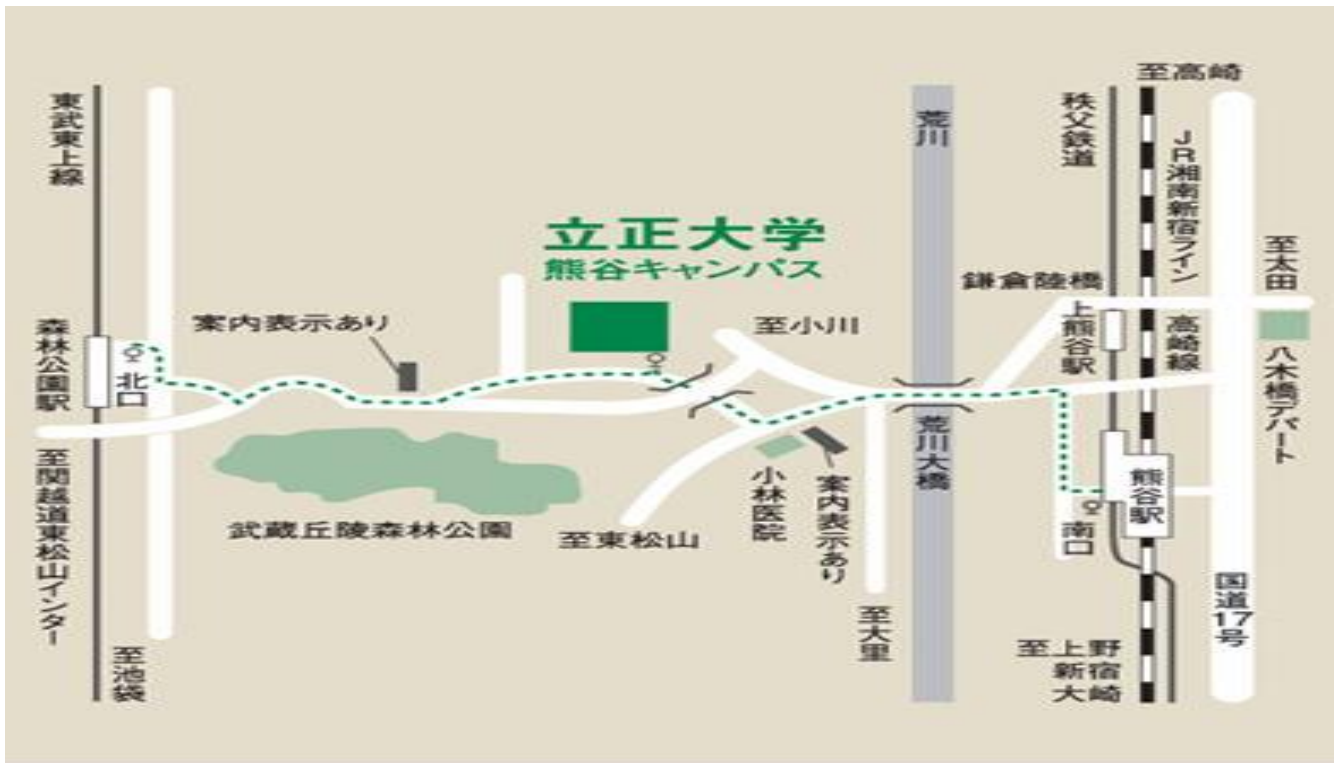 至高崎
東武東上線
荒川
秩父鉄道
JR湘南新宿ライン
立正大学
熊谷キャンパス
至太田
鎌倉陸橋
案内表示あり
至小川
上熊谷駅
高崎線
森林公園駅
北口
八木橋デパート
荒川大橋
至関越道東松山インター
武蔵丘陵森林公園
至東松山
小林医院
案内表示あり
熊谷駅
南口
国道17号
至大里
至池袋
至上野
新宿
大崎